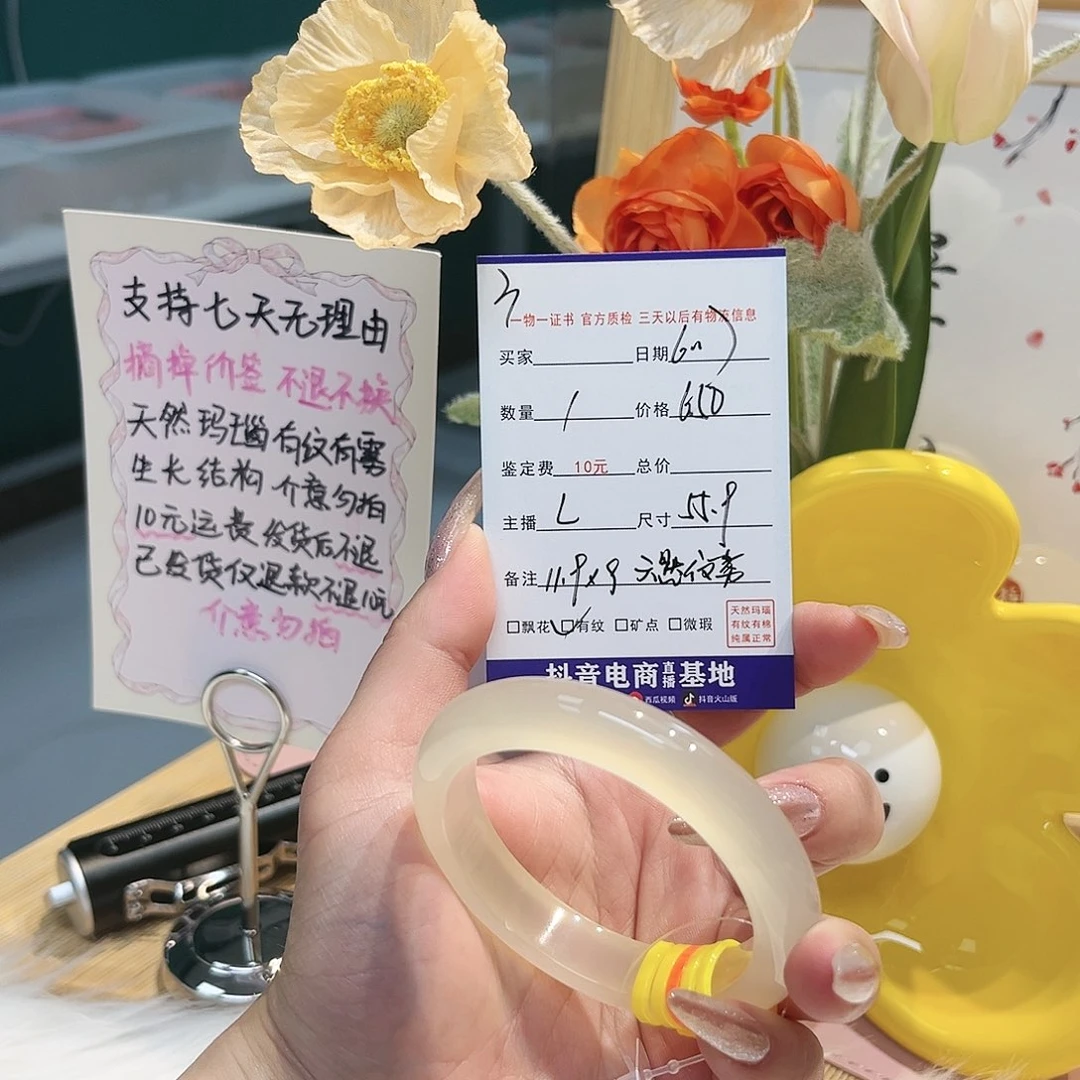 支持七天无理由
摘掉价签 不退不换
天然玛瑙有纹有雾
生长结构 介意勿拍
10元运费发货后不退
已发货仅退款不退10元
介意勿拍
一物一证书 官方质检 三天以后有物流信息
买家 日期
数量 1 价格 650
鉴定费 10元 总价
主播 L 尺寸 55.9
备注 11.9x9
☐飘花 ☐有纹 ☐矿点 ☐微瑕
天然玛瑙
有纹有棉
纯属正常
抖音电商直播基地
西瓜视频 抖音火山版